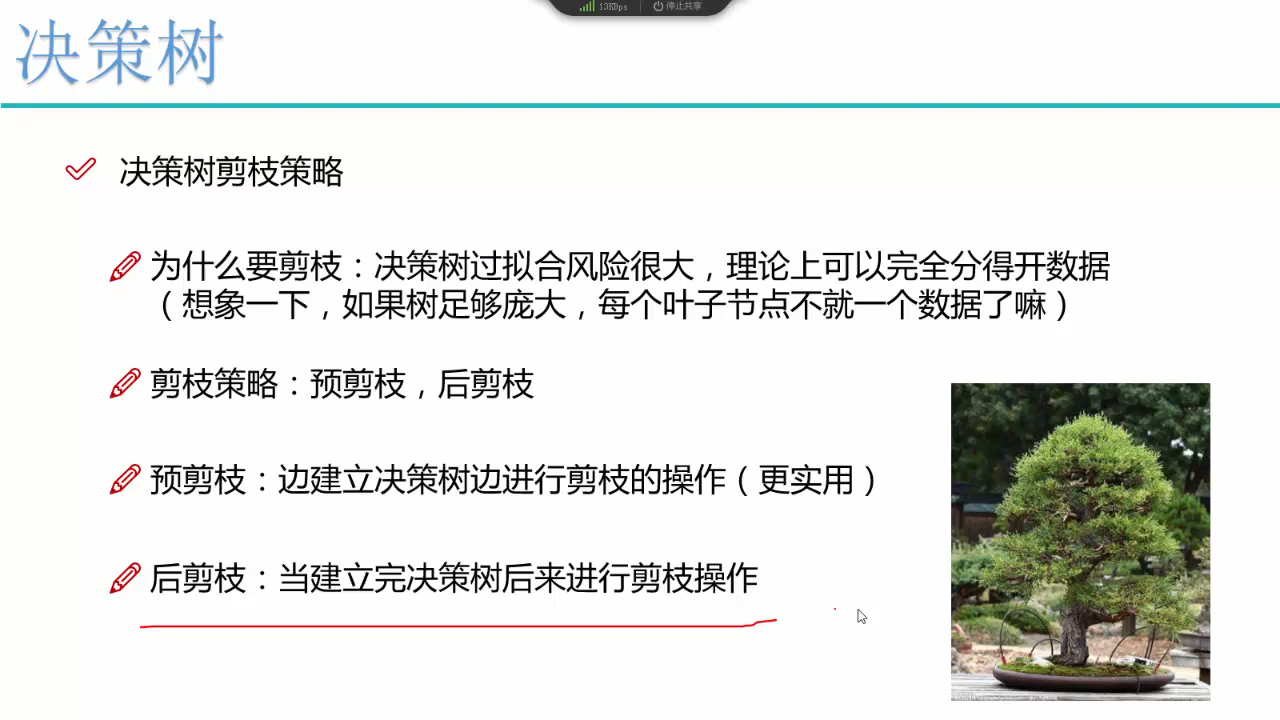 13KBps
停止共享
决策树
决策树剪枝策略
为什么要剪枝：决策树过拟合风险很大，理论上可以完全分得开数据
（想象一下，如果树足够庞大，每个叶子节点不就一个数据了嘛）
剪枝策略：预剪枝，后剪枝
预剪枝：边建立决策树边进行剪枝的操作（更实用）
后剪枝：当建立完决策树后来进行剪枝操作